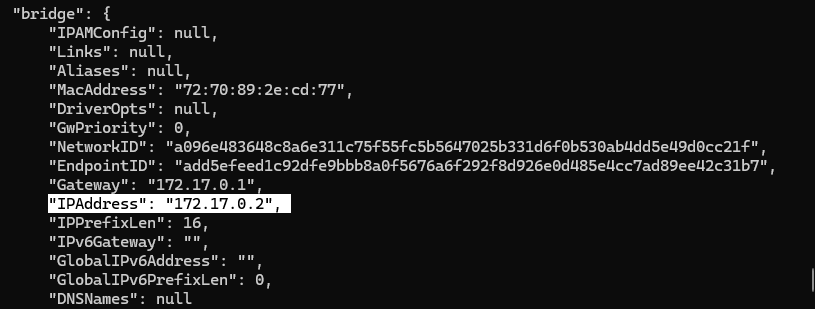 "bridge": {
"IPAMConfig": null,
"Links": null,
"Aliases": null,
"MacAddress": "72:70:89:2e:cd:77",
"DriverOpts": null,
"GwPriority": 0,
"NetworkID": "a096e483648c8a6e311c75f55fc5b5647025b331d6f0b530ab4dd5e49d0cc21f",
"EndpointID": "add5efeed1c92dfe9bbb8a0f5676a6f292f8d926e0d485e4cc7ad89ee42c31b7",
"Gateway": "172.17.0.1",
"IPAddress": "172.17.0.2",
"IPPrefixLen": 16,
"IPv6Gateway": "",
"GlobalIPv6Address": "",
"GlobalIPv6PrefixLen": 0,
"DNSNames": null